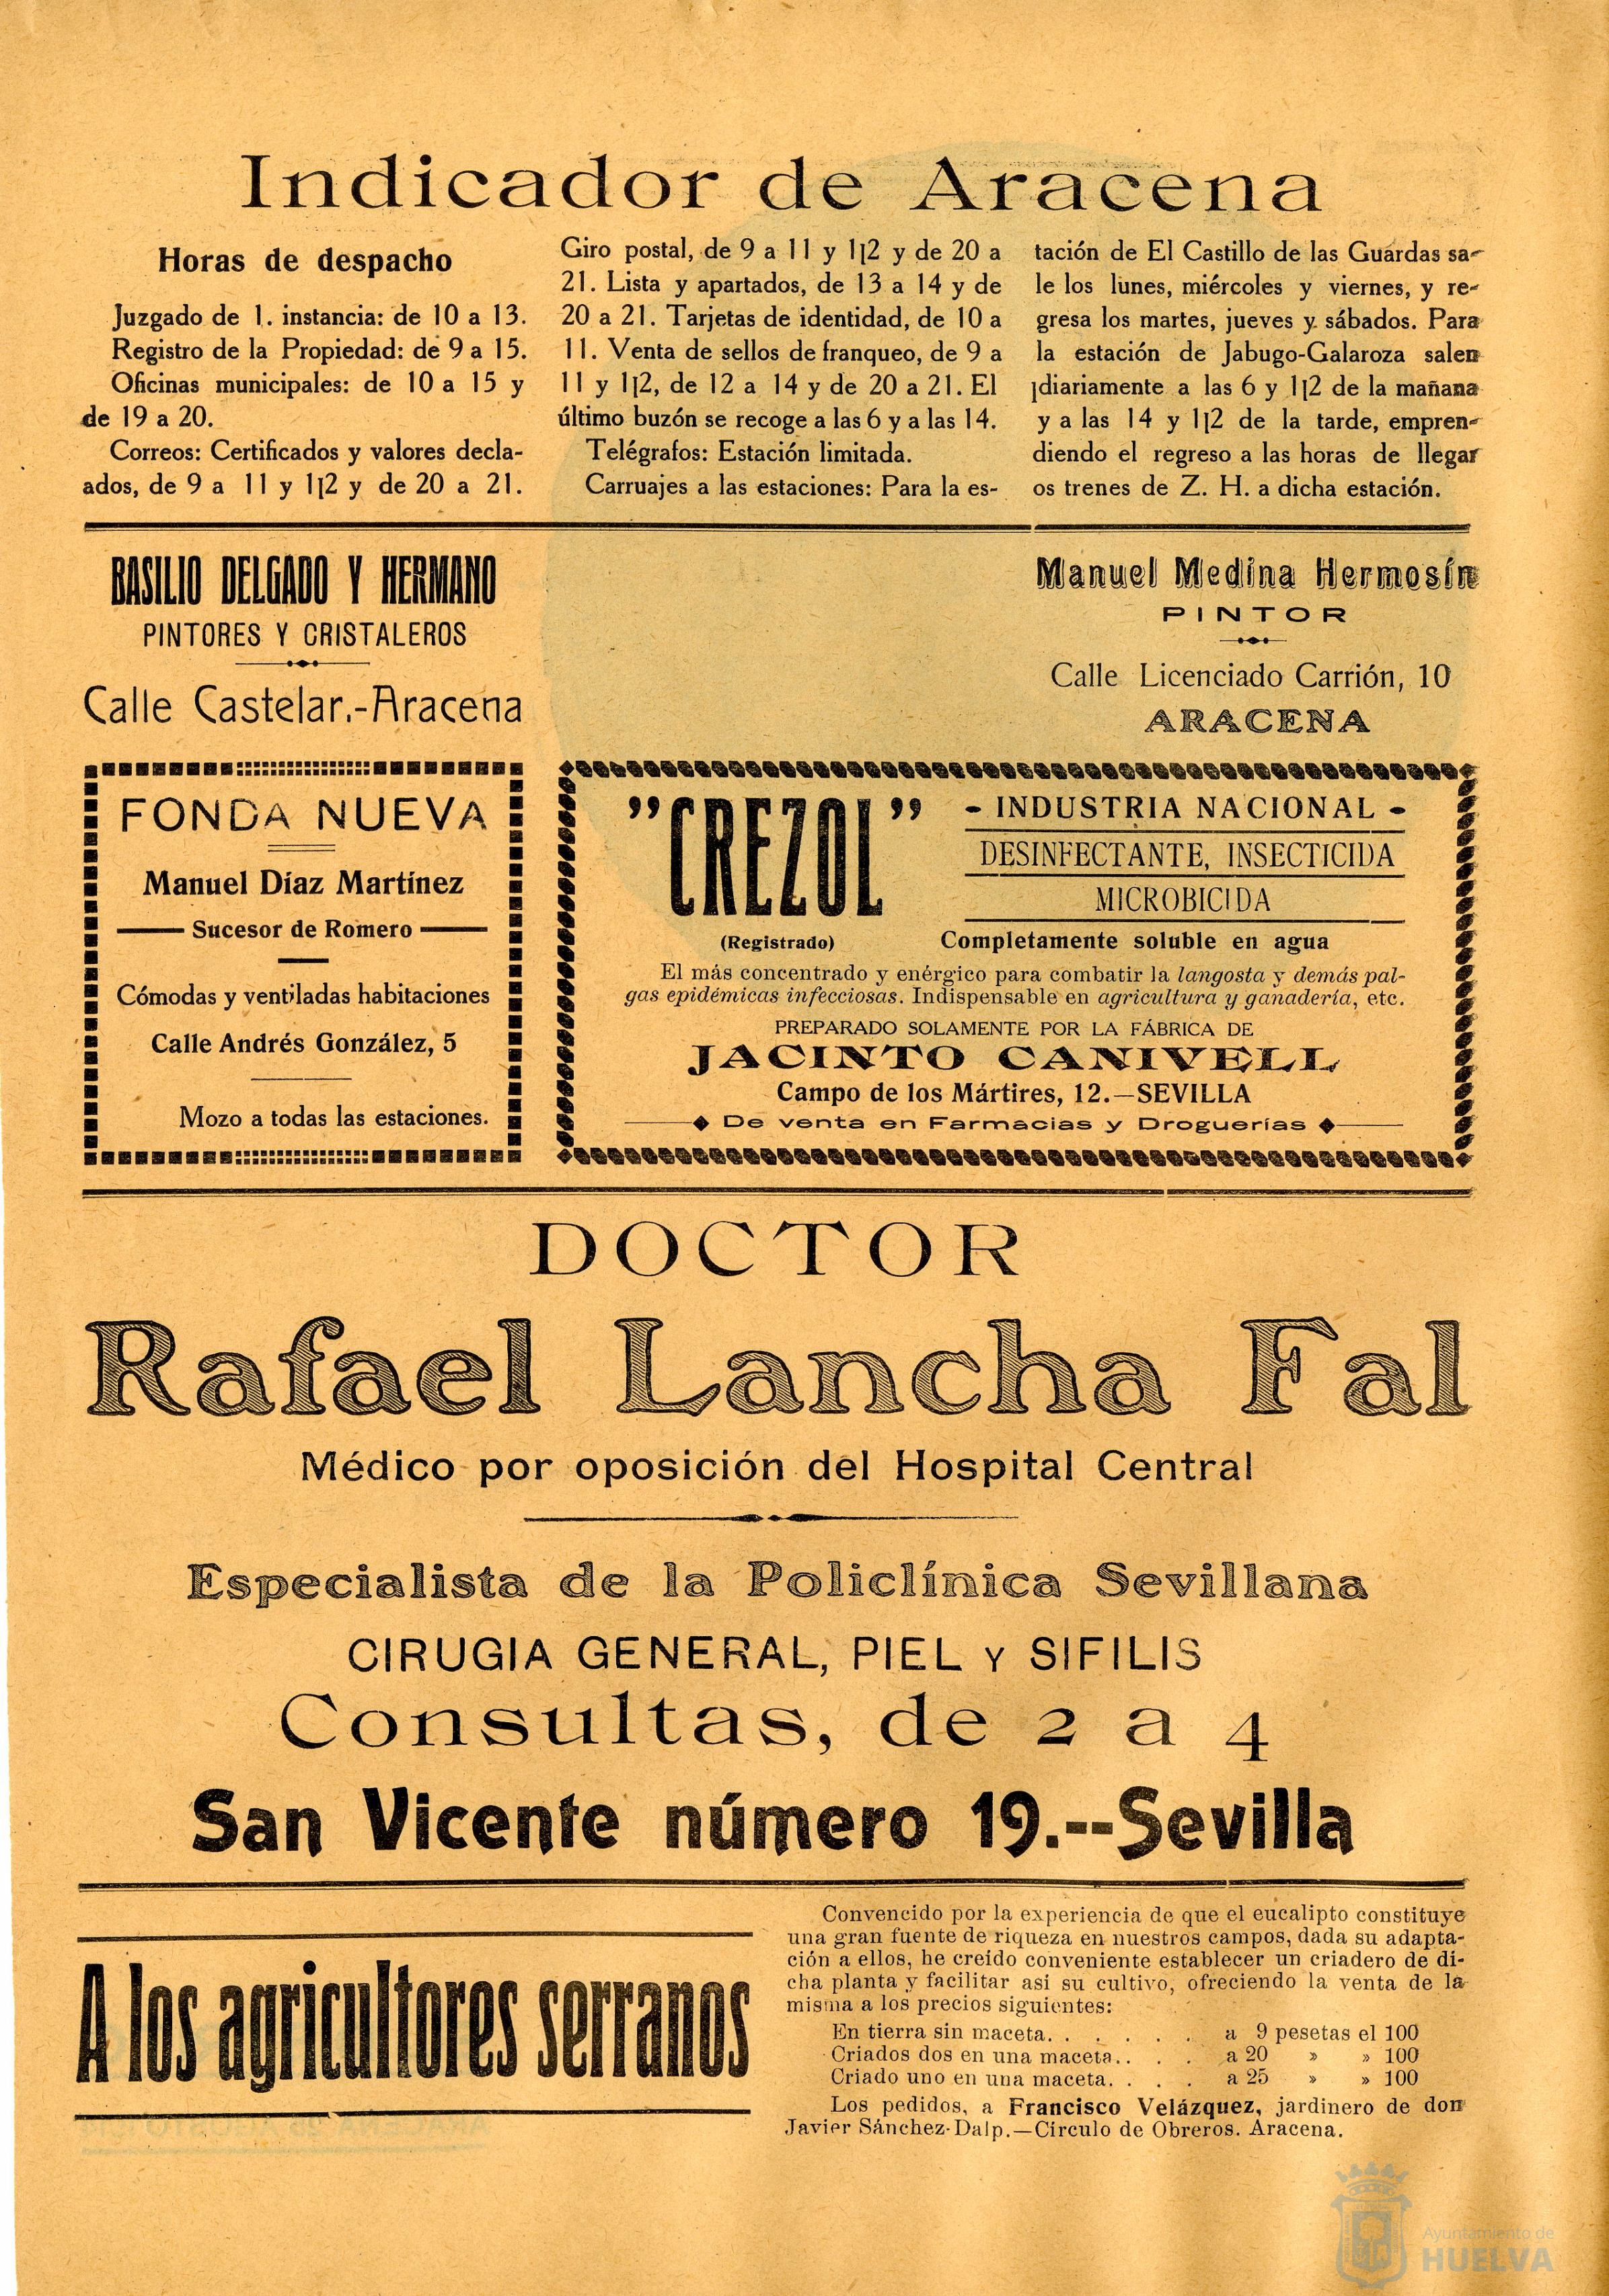 Indicador de Aracena
Horas de despacho
Juzgado de 1. instancia: de 10 a 13.
Registro de la Propiedad: de 9 a 15.
Oficinas municipales: de 10 a 15 y
de 19 a 20.
Correos: Certificados y valores decla-
ados, de 9 a 11 y 1¡2 y de 20 a 21.
Giro postal, de 9 a 11 y 1¡2 y de 20 a
21. Lista y apartados, de 13 a 14 y de
20 a 21. Tarjetas de identidad, de 10 a
11. Venta de sellos de franqueo, de 9 a
11 y 1¡2, de 12 a 14 y de 20 a 21. El
último buzón se recoge a las 6 y a las 14.
Telégrafos: Estación limitada.
Carruajes a las estaciones: Para la es-
tación de El Castillo de las Guardas sa-
le los lunes, miércoles y viernes, y re-
gresa los martes, jueves y sábados. Para
la estación de Jabugo-Galaroza salen
¡diariamente a las 6 y 1¡2 de la mañana
y a las 14 y 1¡2 de la tarde, empren-
diendo el regreso a las horas de llegar
os trenes de Z. H. a dicha estación.
BASILIO DELGADO Y HERMANO
PINTORES Y CRISTALEROS
Calle Castelar.-Aracena
Manuel Medina Hermosín
PINTOR
Calle Licenciado Carrión, 10
ARACENA
FONDA NUEVA
Manuel Díaz Martínez
Sucesor de Romero
Cómodas y ventiladas habitaciones
Calle Andrés González, 5
Mozo a todas las estaciones.
"CREZOL"
(Registrado)
- INDUSTRIA NACIONAL -
DESINFECTANTE, INSECTICIDA
MICROBICIDA
Completamente soluble en agua
El más concentrado y enérgico para combatir la langosta y demás pal-
gas epidémicas infecciosas. Indispensable en agricultura y ganadería, etc.
PREPARADO SOLAMENTE POR LA FÁBRICA DE
JACINTO CANIVELL
Campo de los Mártires, 12.—SEVILLA
De venta en Farmacias y Droguerías
DOCTOR
Rafael Lancha Fal
Médico por oposición del Hospital Central
Especialista de la Policlínica Sevillana
CIRUGIA GENERAL, PIEL Y SIFILIS
Consultas, de 2 a 4
San Vicente número 19.--Sevilla
A los agricultores serranos
Convencido por la experiencia de que el eucalipto constituye
una gran fuente de riqueza en nuestros campos, dada su adapta-
ción a ellos, he creido conveniente establecer un criadero de di-
cha planta y facilitar asi su cultivo, ofreciendo la venta de la
misma a los precios siguientes:
En tierra sin maceta. . . . . . . a 9 pesetas el 100
Criados dos en una maceta. . . . a 20 » » 100
Criado uno en una maceta. . . . a 25 » » 100
Los pedidos, a Francisco Velázquez, jardinero de don
Javier Sánchez-Dalp.—Círculo de Obreros. Aracena.
Ayuntamiento de
HUELVA